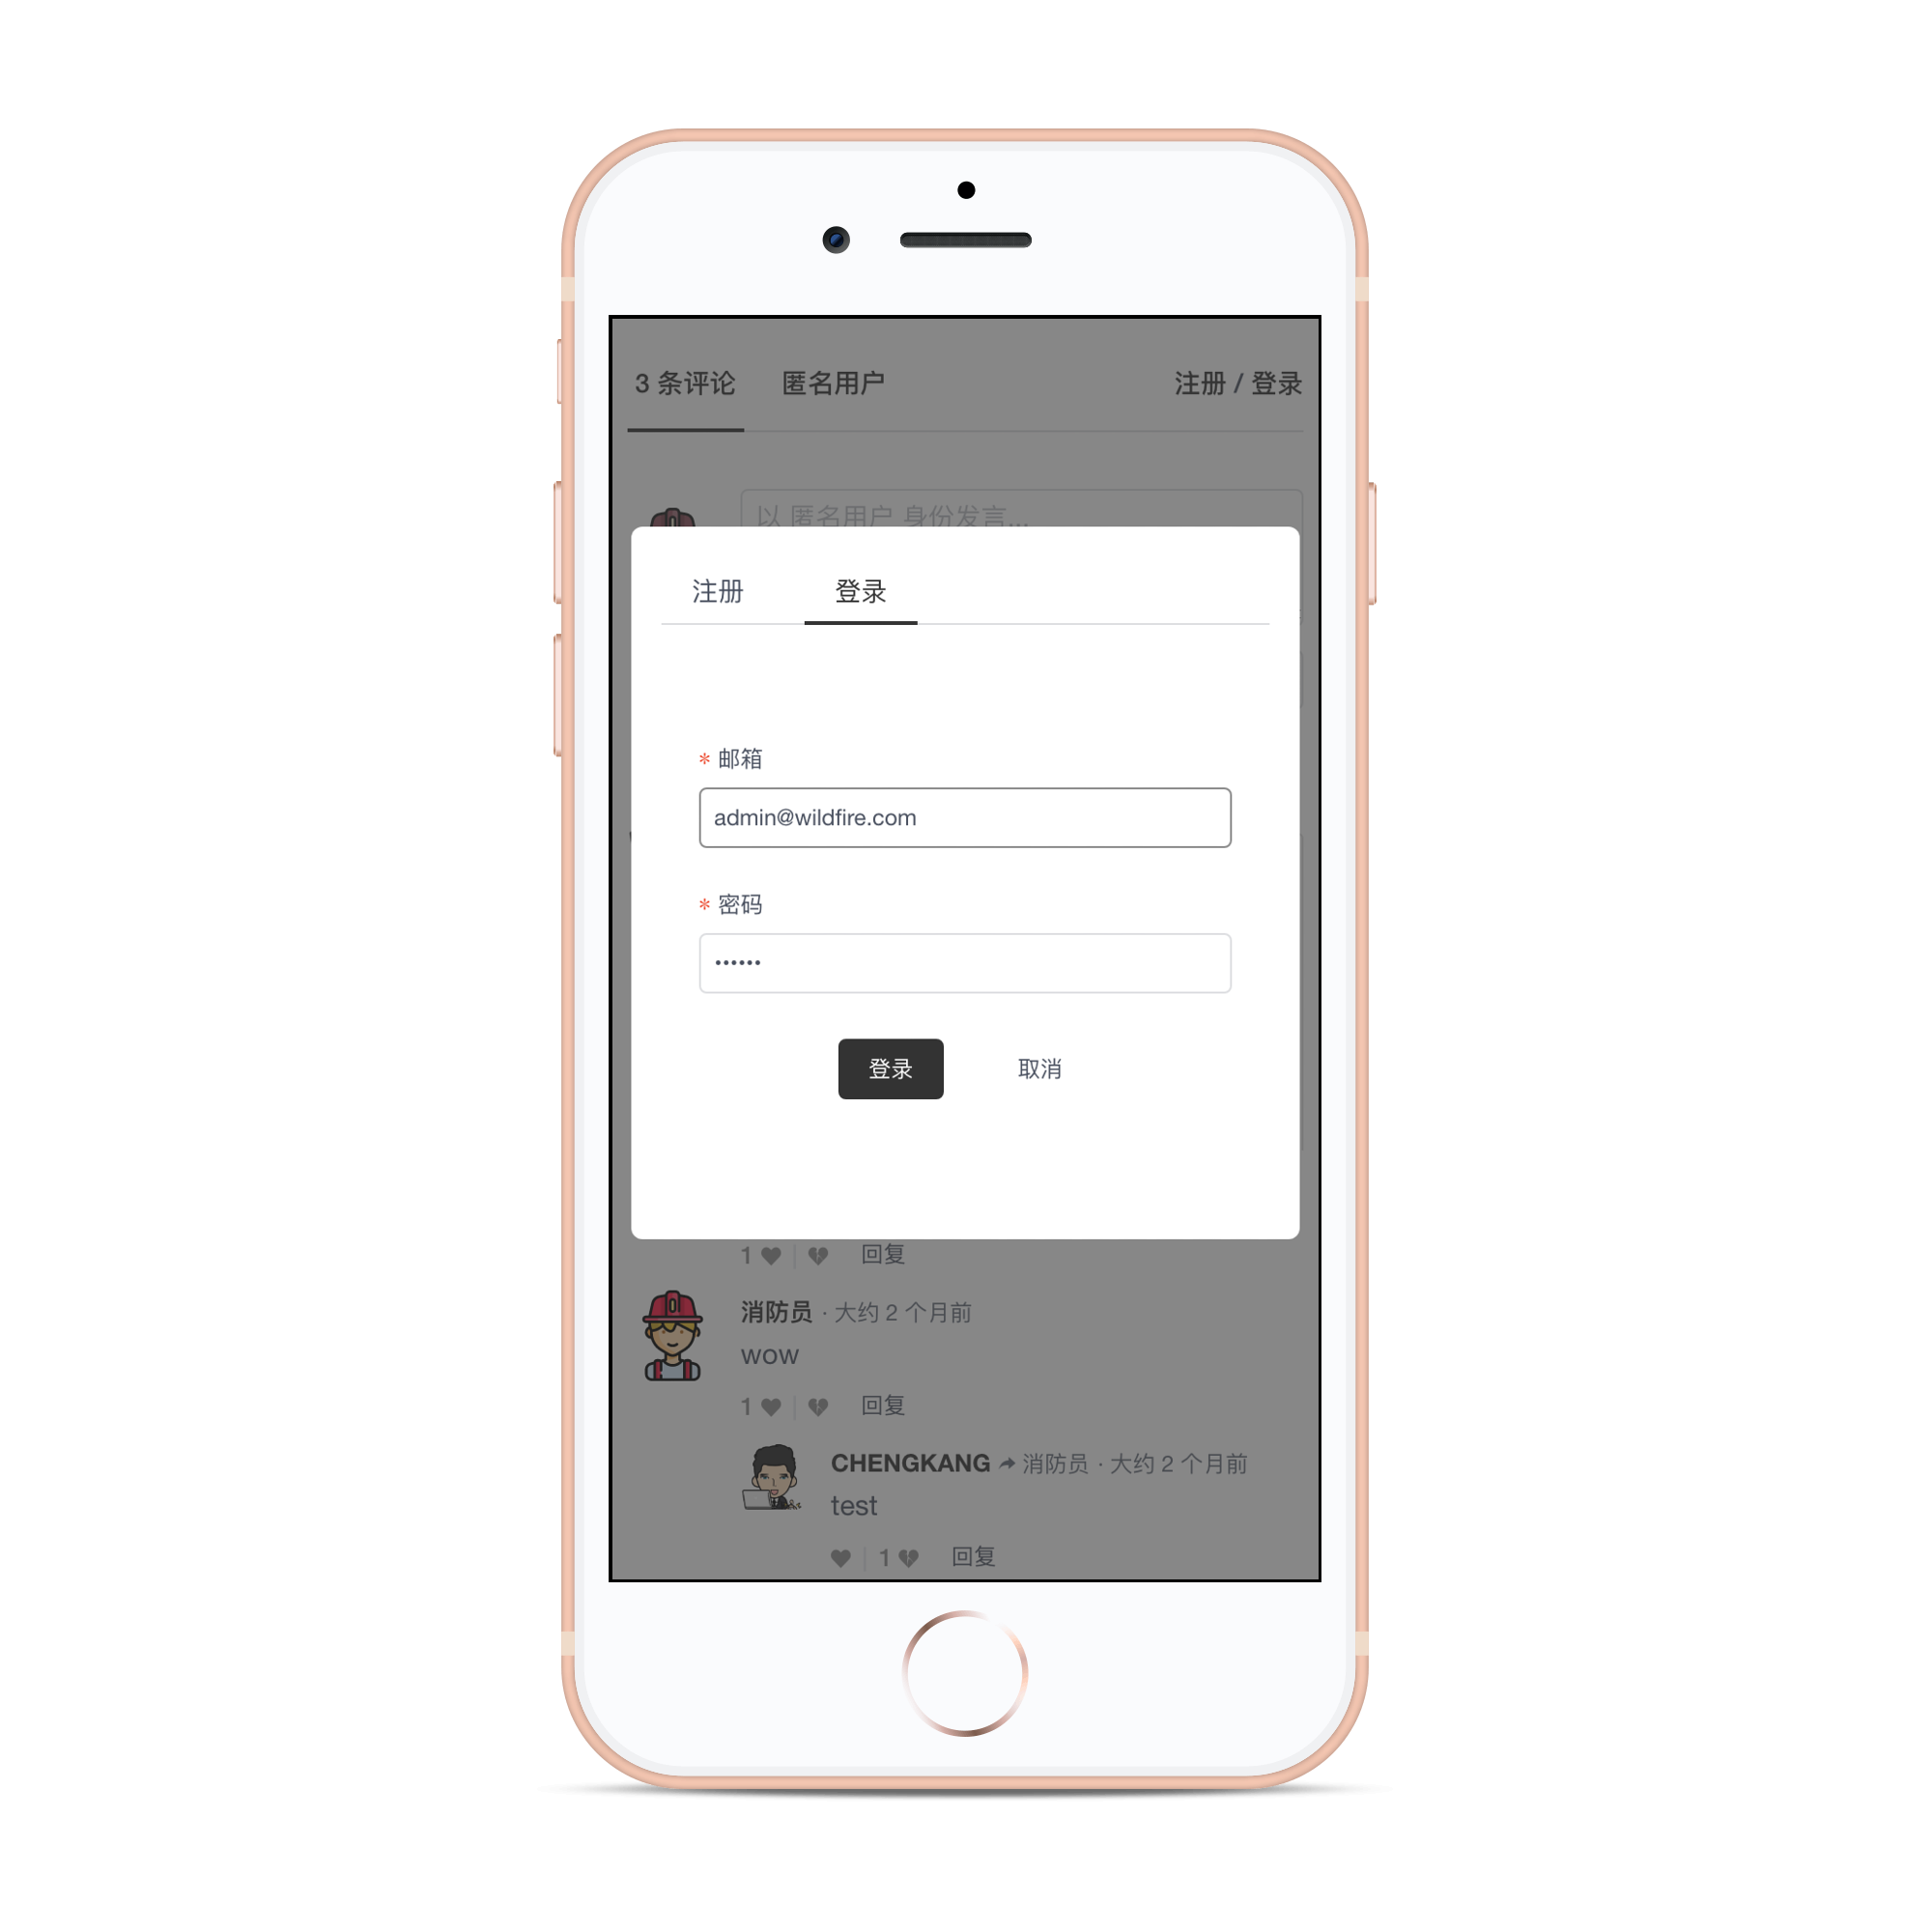 3 条评论 匿名用户 注册 / 登录
以 匿名用户 身份发言...
注册 登录
* 邮箱
admin@wildfire.com
* 密码
••••••
登录 取消
1 回复
消防员 · 大约 2 个月前
wow
1 回复
CHENGKANG 消防员 · 大约 2 个月前
test
1 回复